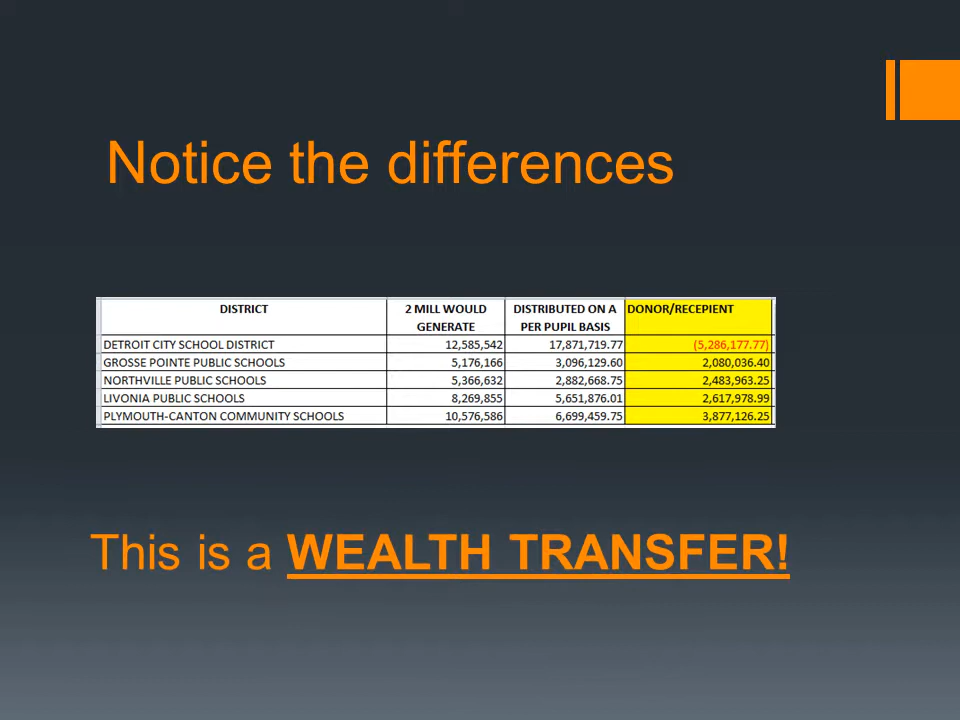 Notice the differences
DISTRICT 2 MILL WOULD GENERATE DISTRIBUTED ON A PER PUPIL BASIS DONOR/RECEPIENT
DETROIT CITY SCHOOL DISTRICT 12,585,542 17,871,719.77 (5,286,177.77)
GROSSE POINTE PUBLIC SCHOOLS 5,176,166 3,096,129.60 2,080,036.40
NORTHVILLE PUBLIC SCHOOLS 5,366,632 2,882,668.75 2,483,963.25
LIVONIA PUBLIC SCHOOLS 8,269,855 5,651,876.01 2,617,978.99
PLYMOUTH-CANTON COMMUNITY SCHOOLS 10,576,586 6,699,459.75 3,877,126.25
This is a WEALTH TRANSFER!